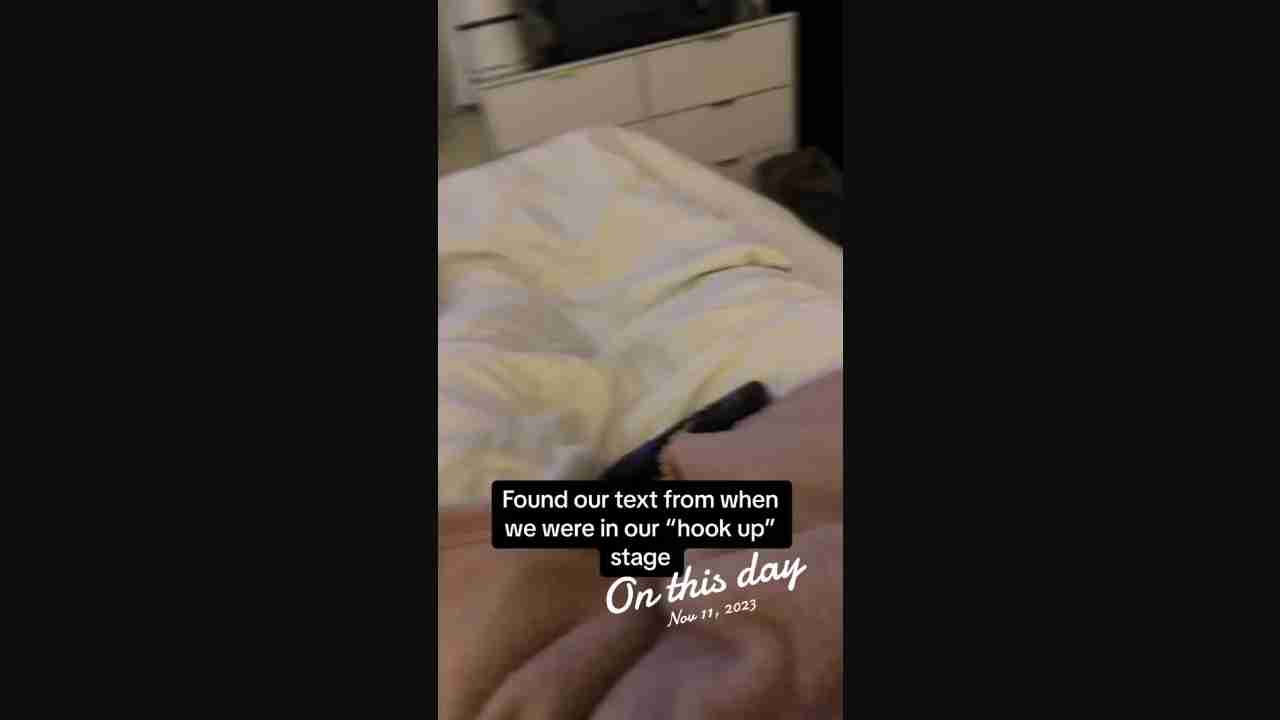 Found our text from when
we were in our “hook up”
stage
On this day
Nov 11, 2023